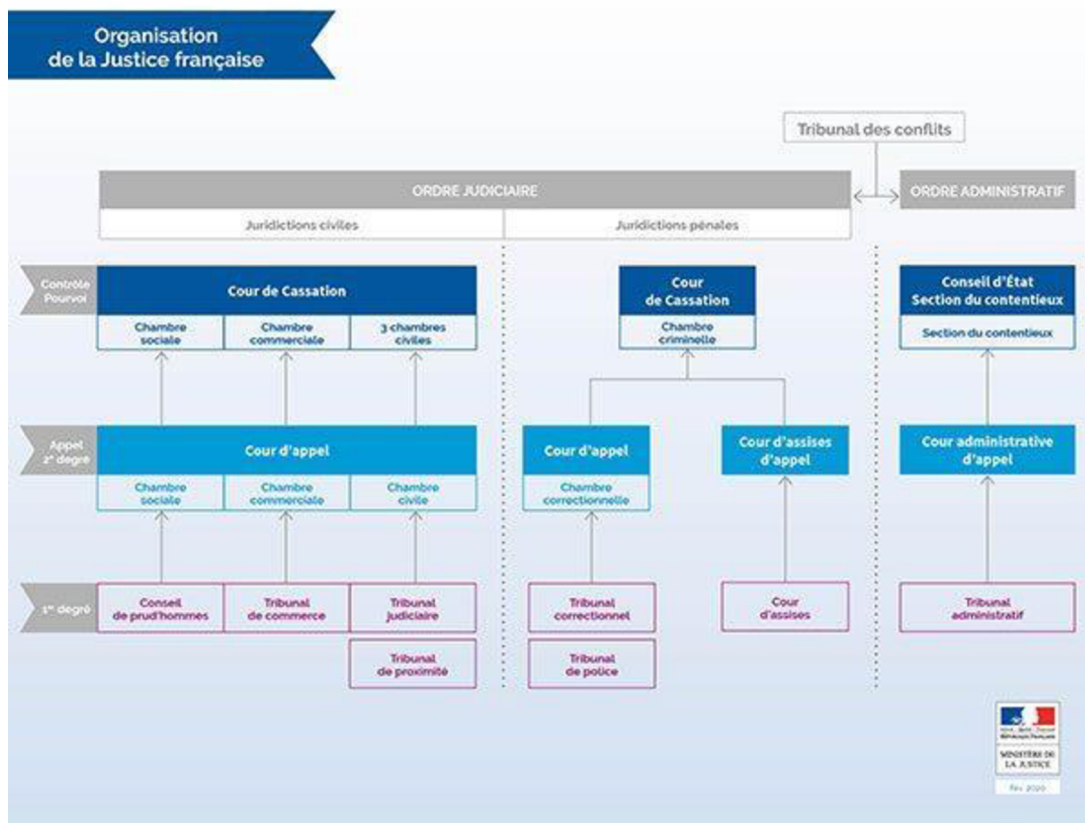 Organisation
de la Justice française
Tribunal des conflits
ORDRE JUDICIAIRE
ORDRE ADMINISTRATIF
Juridictions civiles
Juridictions pénales
Contrôle
Pourvoi
Cour de Cassation
Chambre
sociale
Chambre
commerciale
3 chambres
civiles
Cour
de Cassation
Chambre
criminelle
Conseil d'État
Section du contentieux
Section du contentieux
Appel
2e degré
Cour d'appel
Chambre
sociale
Chambre
commerciale
Chambre
civile
Cour d'appel
Chambre
correctionnelle
Cour d'assises
d'appel
Cour administrative
d'appel
1er degré
Conseil
de prud'hommes
Tribunal
de commerce
Tribunal
judiciaire
Tribunal
de proximité
Tribunal
correctionnel
Tribunal
de police
Cour
d'assises
Tribunal
administratif
RÉPUBLIQUE FRANÇAISE
MINISTÈRE DE
LA JUSTICE
fév 2020